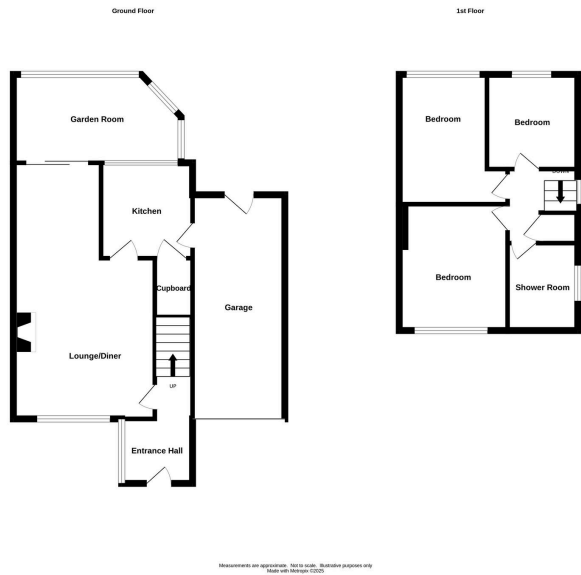 Ground Floor
1st Floor
Garden Room
Kitchen
Cupboard
Garage
Lounge/Diner
UP
Entrance Hall
Bedroom
Bedroom
DOWN
Bedroom
Shower Room
Measurements are approximate. Not to scale. Illustrative purposes only
Made with Metropix ©2025